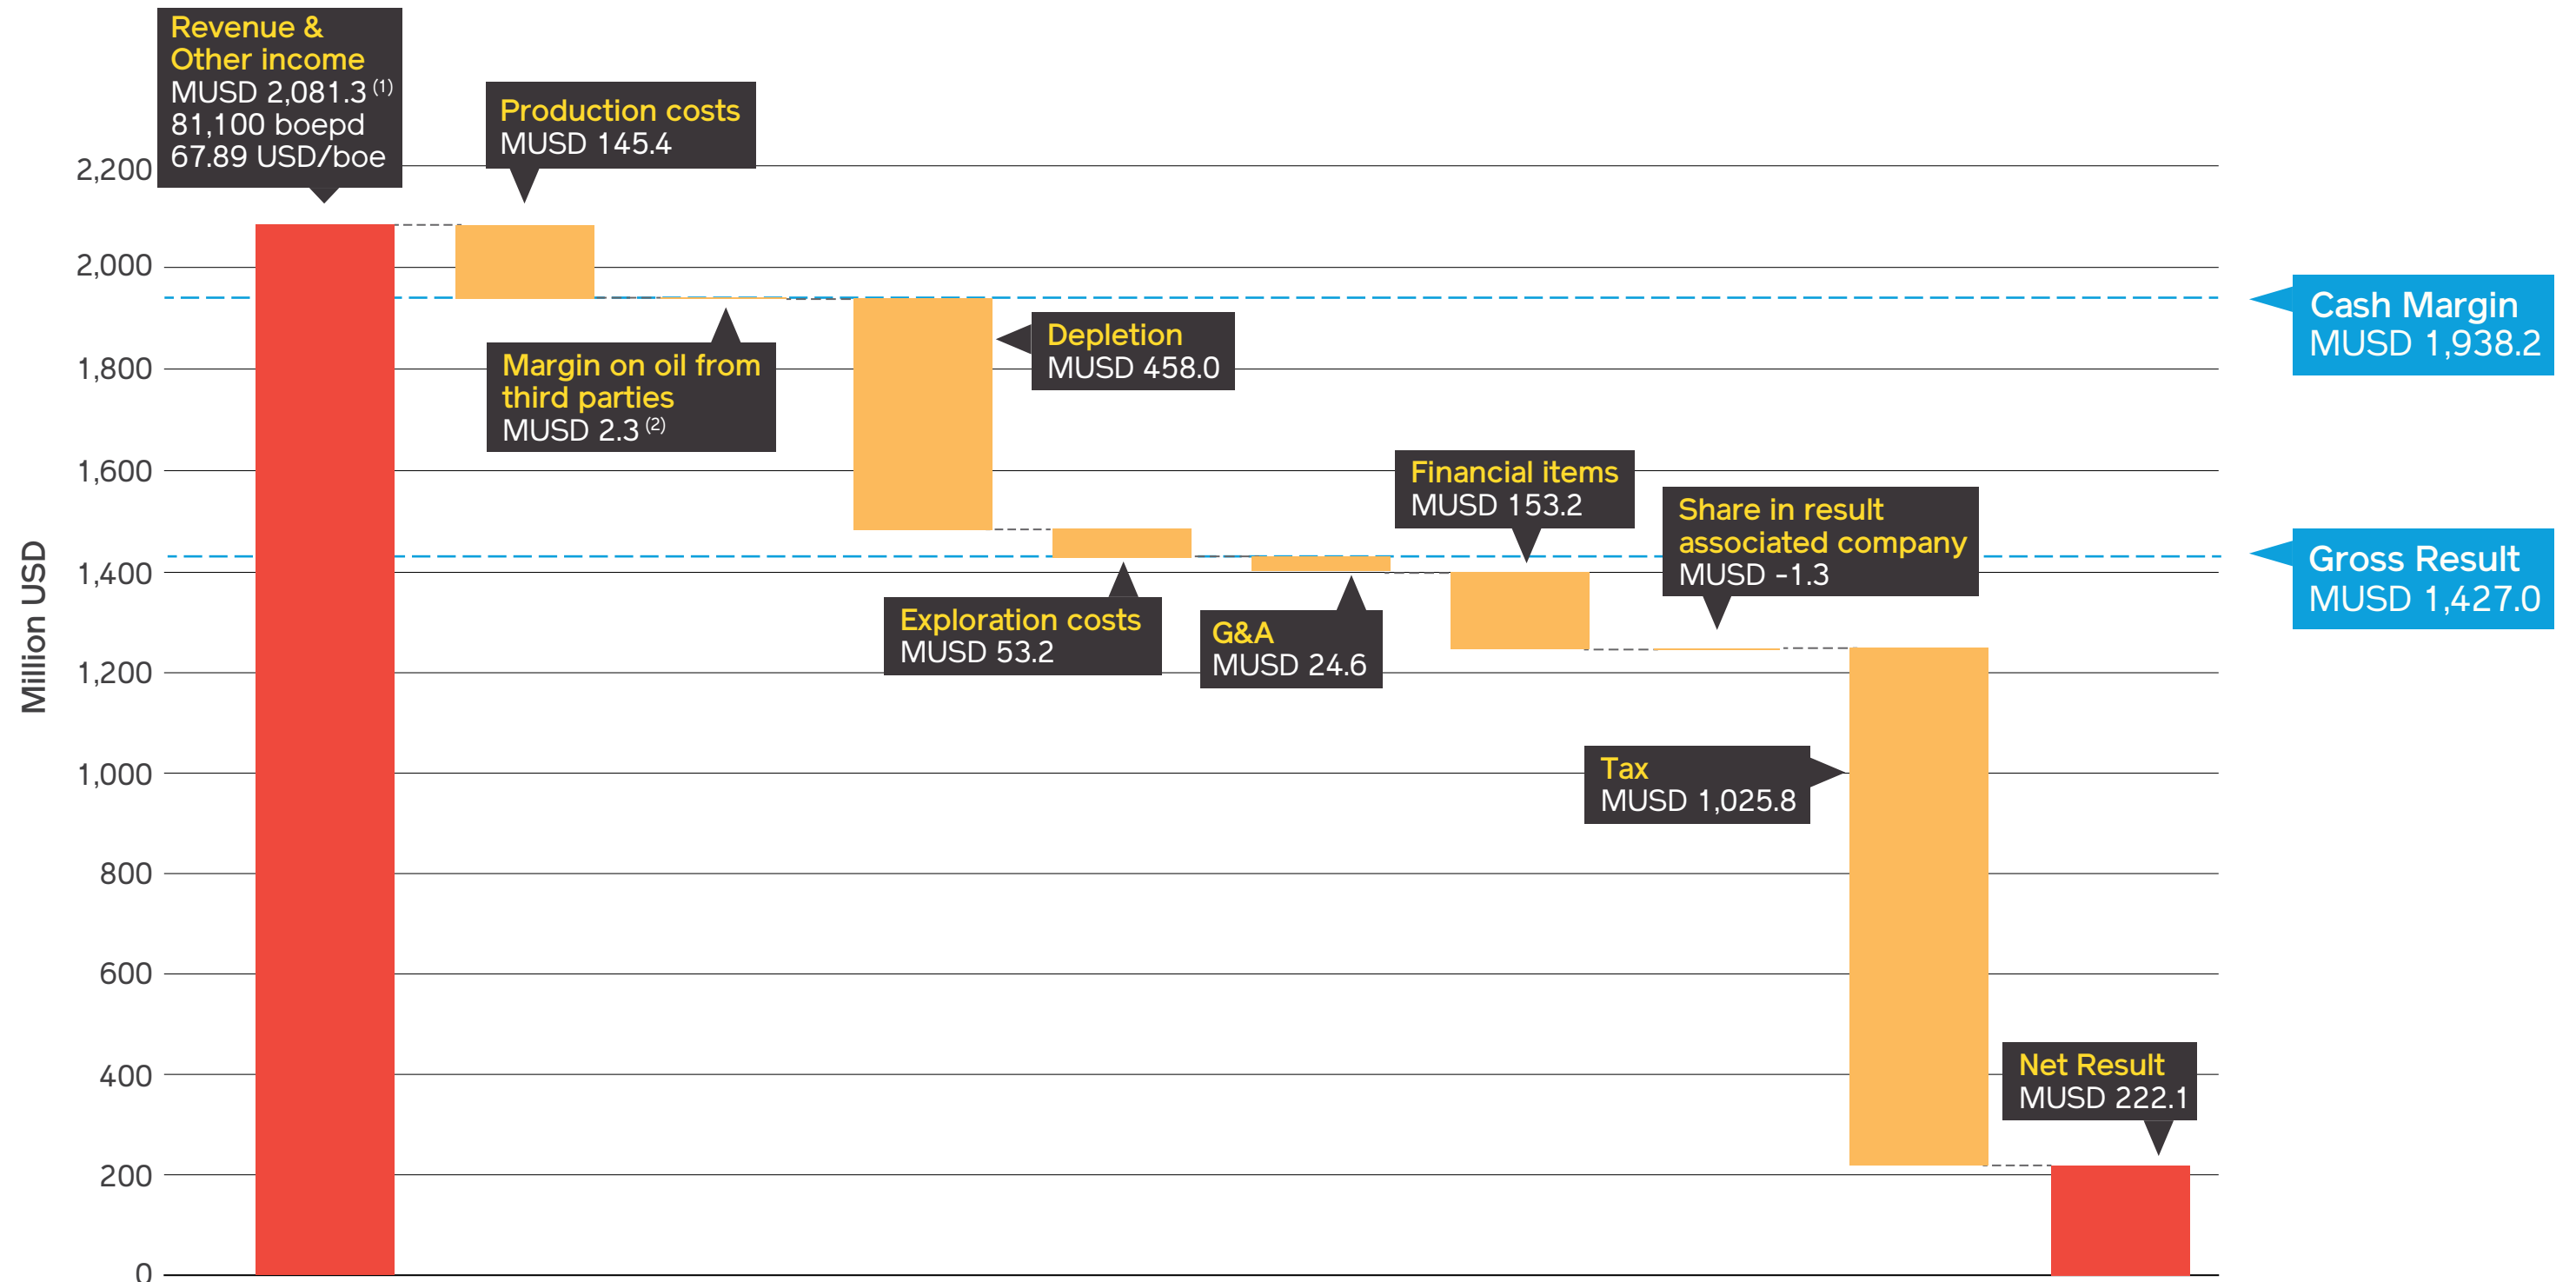 Revenue &
Other income
MUSD 2,081.3 (1)
81,100 boepd
67.89 USD/boe
Production costs
MUSD 145.4
Margin on oil from
third parties
MUSD 2.3 (2)
Depletion
MUSD 458.0
Exploration costs
MUSD 53.2
G&A
MUSD 24.6
Financial items
MUSD 153.2
Share in result
associated company
MUSD -1.3
Tax
MUSD 1,025.8
Net Result
MUSD 222.1
Cash Margin
MUSD 1,938.2
Gross Result
MUSD 1,427.0
Million USD
2,200
2,000
1,800
1,600
1,400
1,200
1,000
800
600
400
200
0